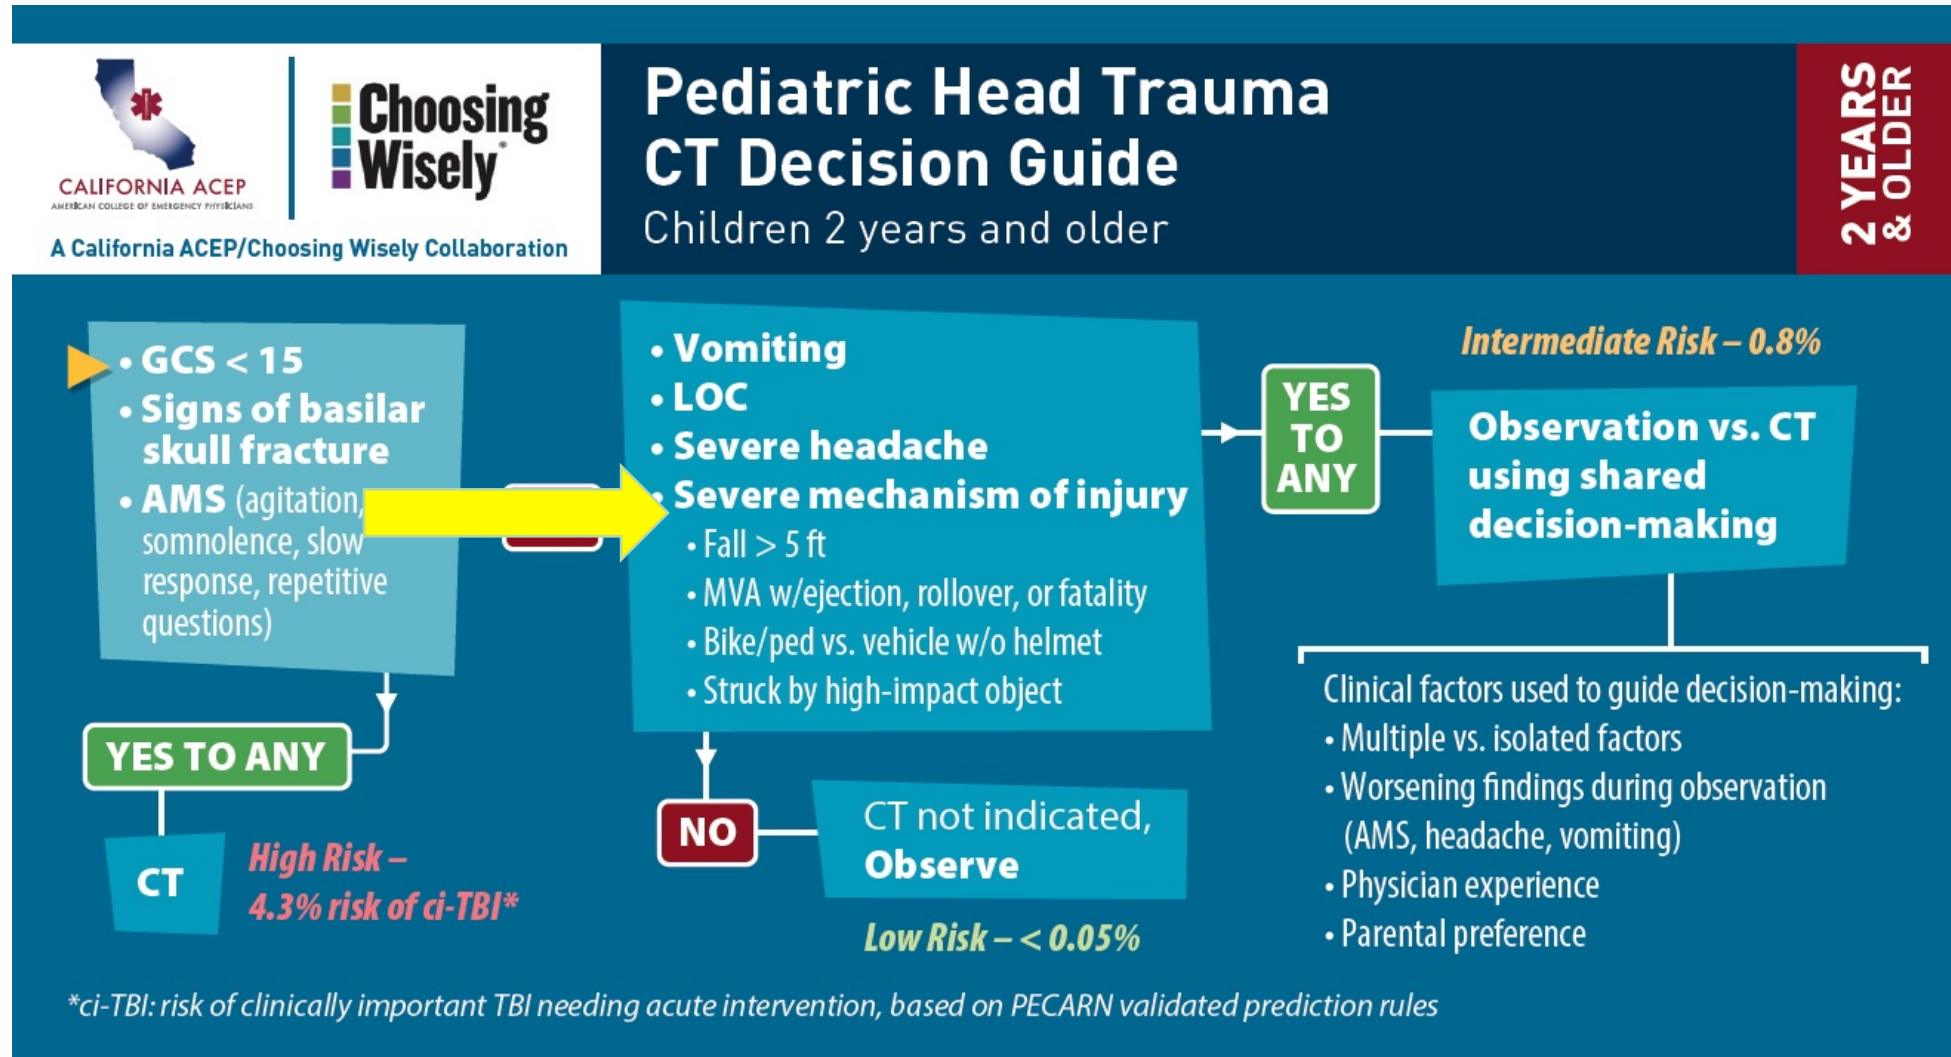 CALIFORNIA ACEP
AMERICAN COLLEGE OF EMERGENCY PHYSICIANS
Choosing
Wisely®
A California ACEP/Choosing Wisely Collaboration
Pediatric Head Trauma
CT Decision Guide
Children 2 years and older
2 YEARS
& OLDER
• GCS < 15
• Signs of basilar
skull fracture
• AMS (agitation,
somnolence, slow
response, repetitive
questions)
YES TO ANY
CT
High Risk –
4.3% risk of ci-TBI*
• Vomiting
• LOC
• Severe headache
• Severe mechanism of injury
• Fall > 5 ft
• MVA w/ejection, rollover, or fatality
• Bike/ped vs. vehicle w/o helmet
• Struck by high-impact object
NO
CT not indicated,
Observe
Low Risk – < 0.05%
YES
TO
ANY
Intermediate Risk – 0.8%
Observation vs. CT
using shared
decision-making
Clinical factors used to guide decision-making:
• Multiple vs. isolated factors
• Worsening findings during observation
(AMS, headache, vomiting)
• Physician experience
• Parental preference
*ci-TBI: risk of clinically important TBI needing acute intervention, based on PECARN validated prediction rules